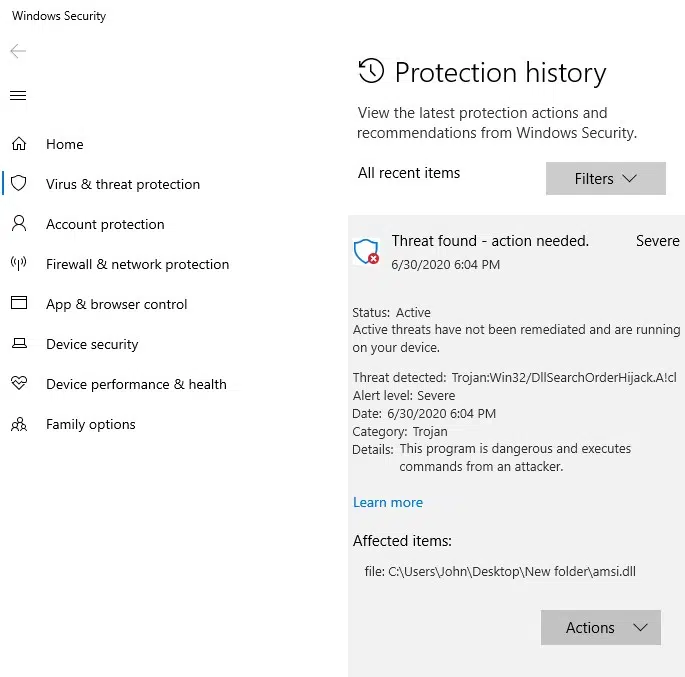 Windows Security
Home
Virus & threat protection
Account protection
Firewall & network protection
App & browser control
Device security
Device performance & health
Family options
Protection history
View the latest protection actions and
recommendations from Windows Security.
All recent items
Filters
Threat found - action needed. Severe
6/30/2020 6:04 PM
Status: Active
Active threats have not been remediated and are running
on your device.
Threat detected: Trojan:Win32/DllSearchOrderHijack.A!cl
Alert level: Severe
Date: 6/30/2020 6:04 PM
Category: Trojan
Details: This program is dangerous and executes
commands from an attacker.
Learn more
Affected items:
file: C:\Users\John\Desktop\New folder\amsi.dll
Actions